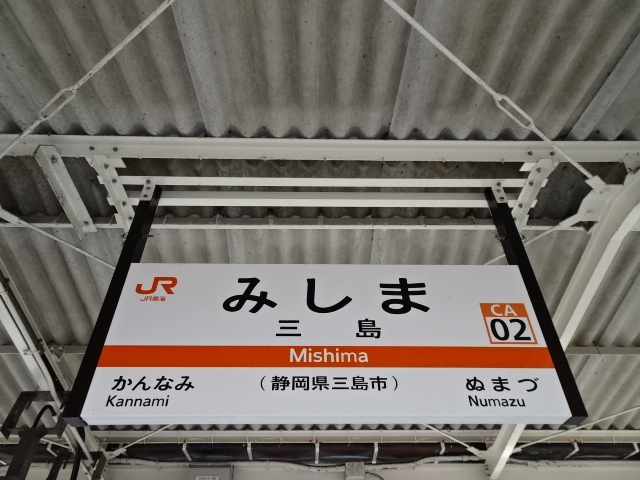 JR
JR東海
みしま
三島
CA
02
Mishima
かんなみ
Kannami
(静岡県三島市)
ぬまづ
Numazu